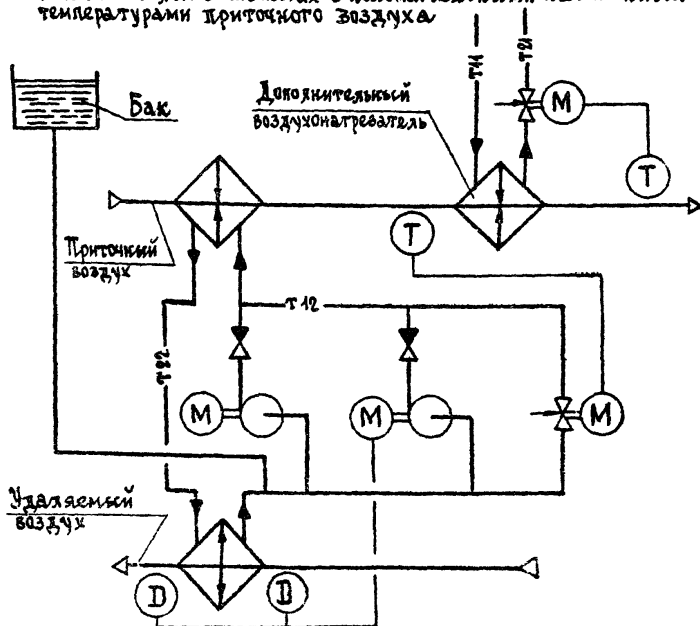 температурами приточного воздуха
Т11
Т21
Бак
Дополнительный
воздухонагреватель
М
Т
Приточный
воздух
Т
Т12
Т22
М
М
М
Удаляемый
воздух
D
D